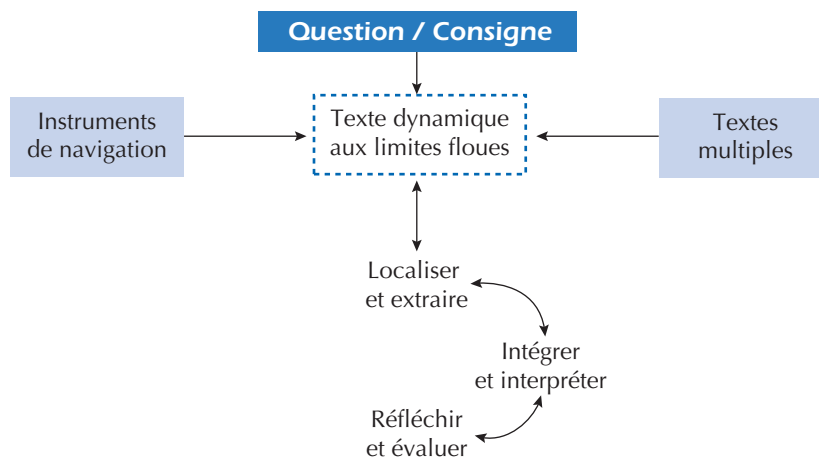 Question / Consigne
Instruments
de navigation
Texte dynamique
aux limites floues
Textes
multiples
Localiser
et extraire
Intégrer
et interpréter
Réfléchir
et évaluer